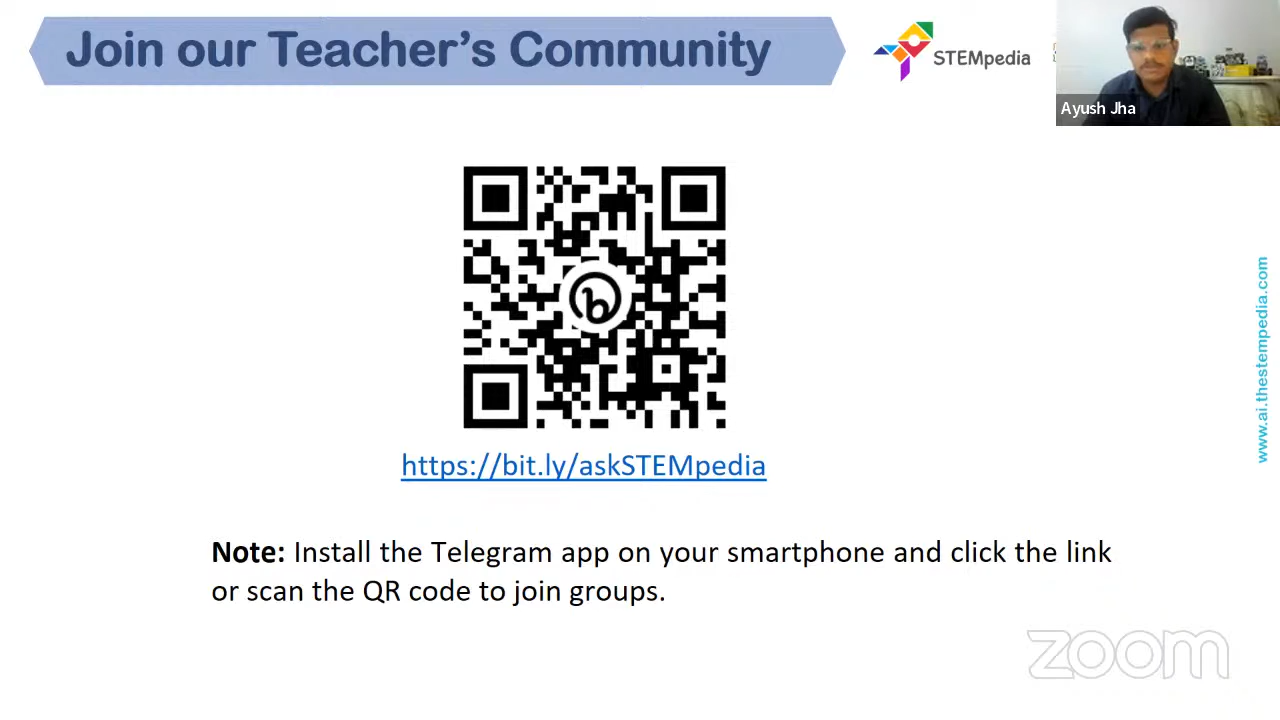 Join our Teacher's Community
STEMpedia
Ayush Jha
www.ai.thestempedia.com
https://bit.ly/askSTEMpedia
Note: Install the Telegram app on your smartphone and click the link
or scan the QR code to join groups.
zoom